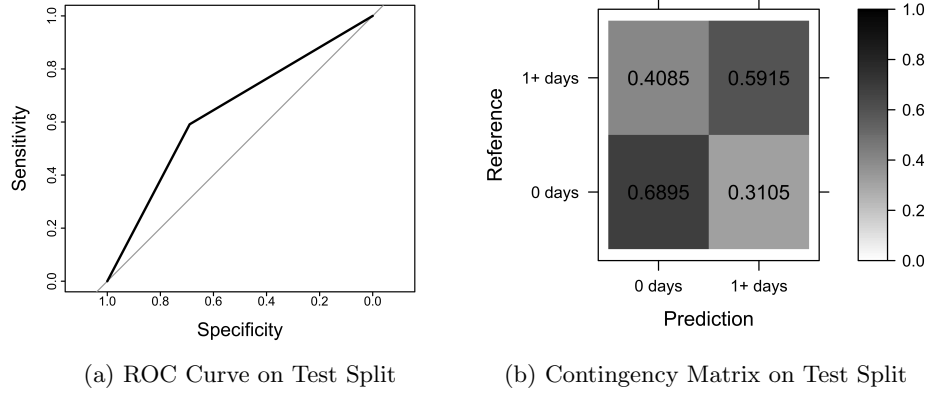 Sensitivity
1.0
0.8
0.6
0.4
0.2
0.0
1.0 0.8 0.6 0.4 0.2 0.0
Specificity
(a) ROC Curve on Test Split
Reference
1+ days
0 days
0.4085 0.5915
0.6895 0.3105
0 days 1+ days
Prediction
1.0
0.8
0.6
0.4
0.2
0.0
(b) Contingency Matrix on Test Split